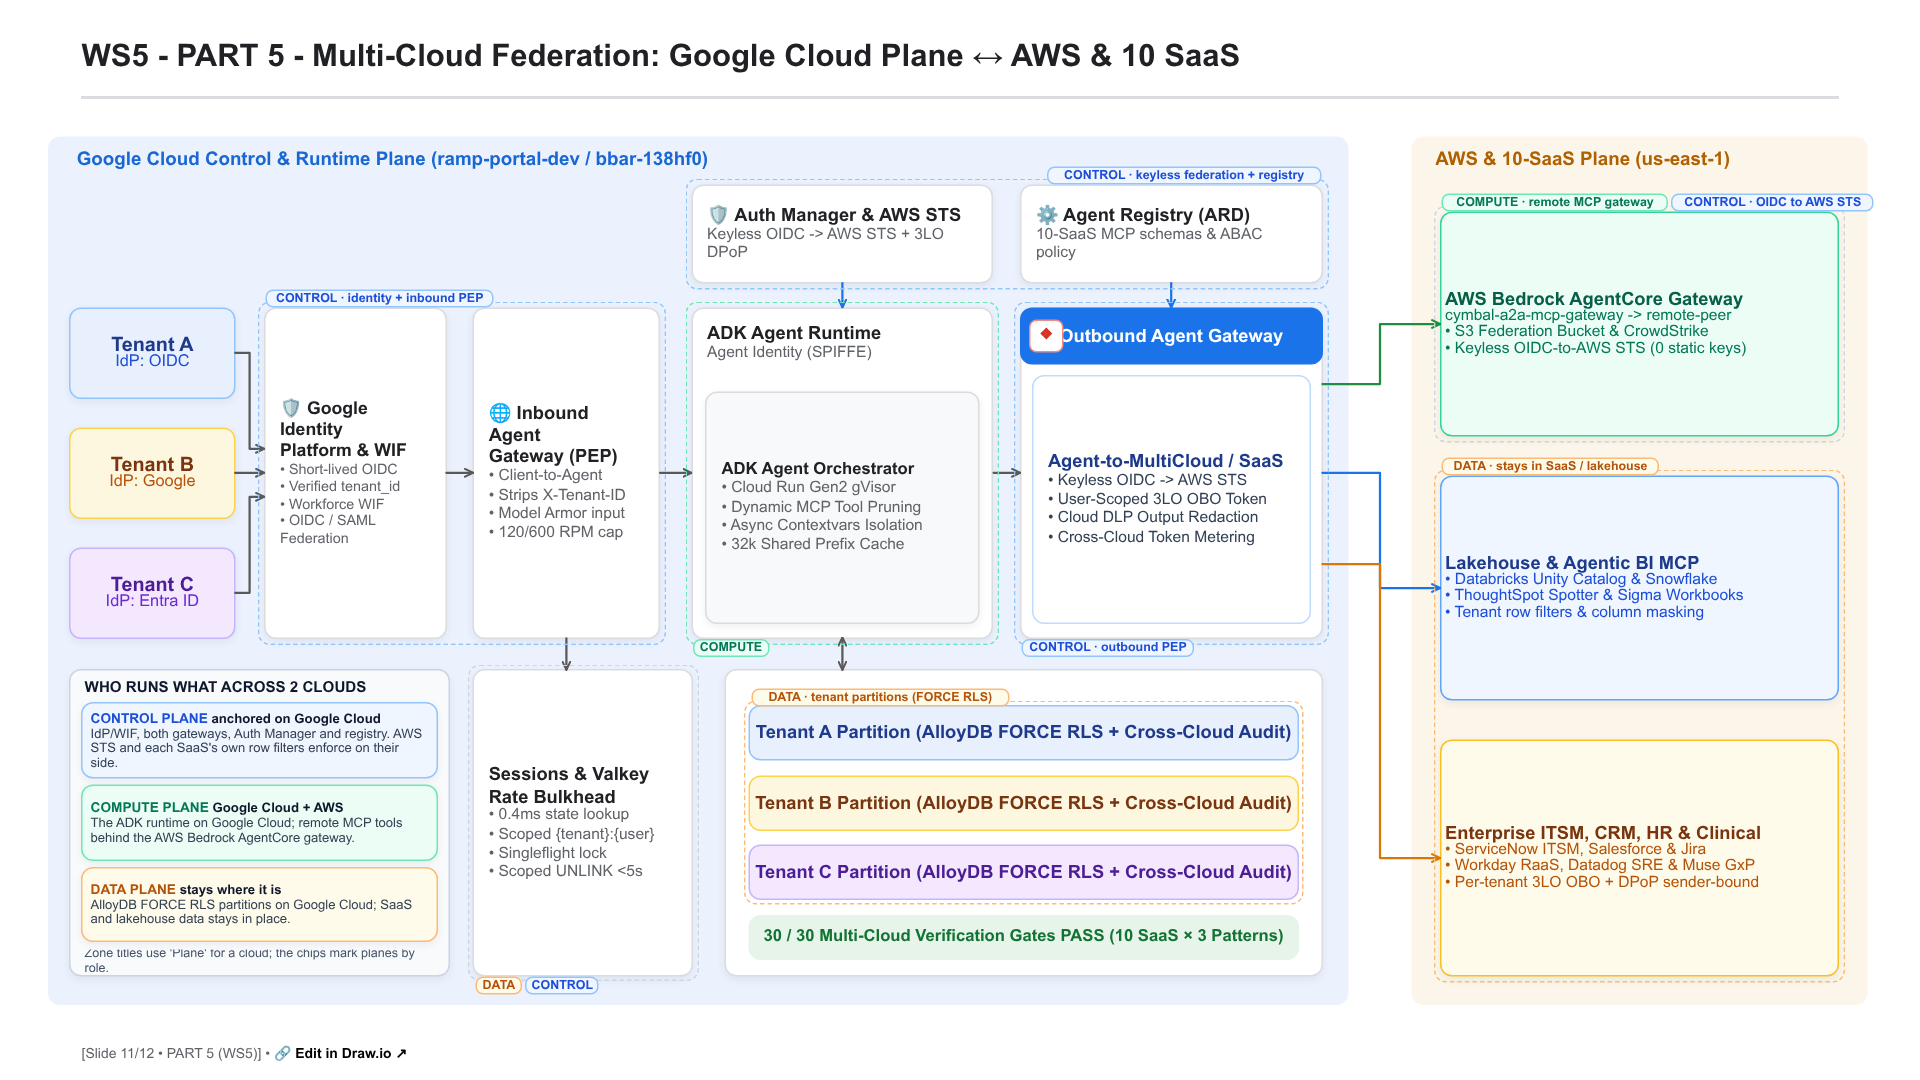 WS5 - PART 5 - Multi-Cloud Federation: Google Cloud Plane ↔ AWS & 10 SaaS
Google Cloud Control & Runtime Plane (ramp-portal-dev / bbar-138hf0)
CONTROL · keyless federation + registry
🛡️ Auth Manager & AWS STS
Keyless OIDC -> AWS STS + 3LO
DPoP
⚙️ Agent Registry (ARD)
10-SaaS MCP schemas & ABAC
policy
CONTROL · identity + inbound PEP
Tenant A
IdP: OIDC
Tenant B
IdP: Google
Tenant C
IdP: Entra ID
🛡️ Google
Identity
Platform & WIF
• Short-lived OIDC
• Verified tenant_id
• Workforce WIF
• OIDC / SAML
Federation
🌐 Inbound
Agent
Gateway (PEP)
• Client-to-Agent
• Strips X-Tenant-ID
• Model Armor input
• 120/600 RPM cap
ADK Agent Runtime
Agent Identity (SPIFFE)
ADK Agent Orchestrator
• Cloud Run Gen2 gVisor
• Dynamic MCP Tool Pruning
• Async Contextvars Isolation
• 32k Shared Prefix Cache
COMPUTE
Outbound Agent Gateway
Agent-to-MultiCloud / SaaS
• Keyless OIDC -> AWS STS
• User-Scoped 3LO OBO Token
• Cloud DLP Output Redaction
• Cross-Cloud Token Metering
CONTROL · outbound PEP
WHO RUNS WHAT ACROSS 2 CLOUDS
CONTROL PLANE anchored on Google Cloud
IdP/WIF, both gateways, Auth Manager and registry. AWS
STS and each SaaS's own row filters enforce on their
side.
COMPUTE PLANE Google Cloud + AWS
The ADK runtime on Google Cloud; remote MCP tools
behind the AWS Bedrock AgentCore gateway.
DATA PLANE stays where it is
AlloyDB FORCE RLS partitions on Google Cloud; SaaS
and lakehouse data stays in place.
Zone titles use 'Plane' for a cloud; the chips mark planes by
role.
Sessions & Valkey
Rate Bulkhead
• 0.4ms state lookup
• Scoped {tenant}:{user}
• Singleflight lock
• Scoped UNLINK <5s
DATA
CONTROL
DATA · tenant partitions (FORCE RLS)
Tenant A Partition (AlloyDB FORCE RLS + Cross-Cloud Audit)
Tenant B Partition (AlloyDB FORCE RLS + Cross-Cloud Audit)
Tenant C Partition (AlloyDB FORCE RLS + Cross-Cloud Audit)
30 / 30 Multi-Cloud Verification Gates PASS (10 SaaS × 3 Patterns)
AWS & 10-SaaS Plane (us-east-1)
COMPUTE · remote MCP gateway
CONTROL · OIDC to AWS STS
AWS Bedrock AgentCore Gateway
cymbal-a2a-mcp-gateway -> remote-peer
• S3 Federation Bucket & CrowdStrike
• Keyless OIDC-to-AWS STS (0 static keys)
DATA · stays in SaaS / lakehouse
Lakehouse & Agentic BI MCP
• Databricks Unity Catalog & Snowflake
• ThoughtSpot Spotter & Sigma Workbooks
• Tenant row filters & column masking
Enterprise ITSM, CRM, HR & Clinical
• ServiceNow ITSM, Salesforce & Jira
• Workday RaaS, Datadog SRE & Muse GxP
• Per-tenant 3LO OBO + DPoP sender-bound
[Slide 11/12 • PART 5 (WS5)] • 🔗 Edit in Draw.io ↗